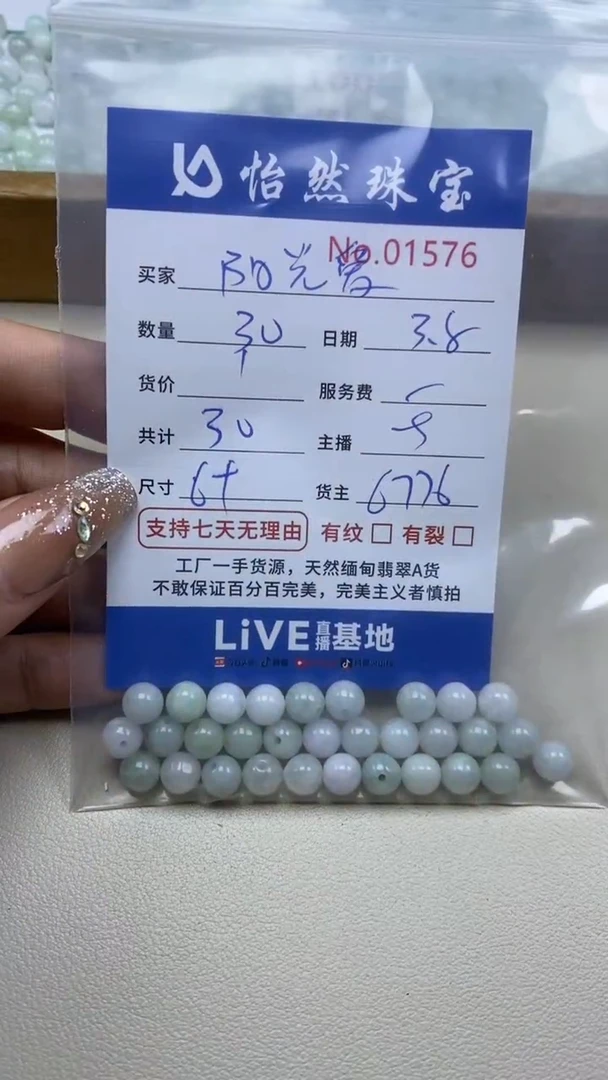 怡然珠宝
No.01576
买家 阳光
数量 30 日期 3.8
货价 服务费
共计 30 主播
尺寸 6+ 货主 6776
支持七天无理由 有纹 □ 有裂 □
工厂一手货源，天然缅甸翡翠A货
不敢保证百分百完美，完美主义者慎拍
LiVE 直播 基地